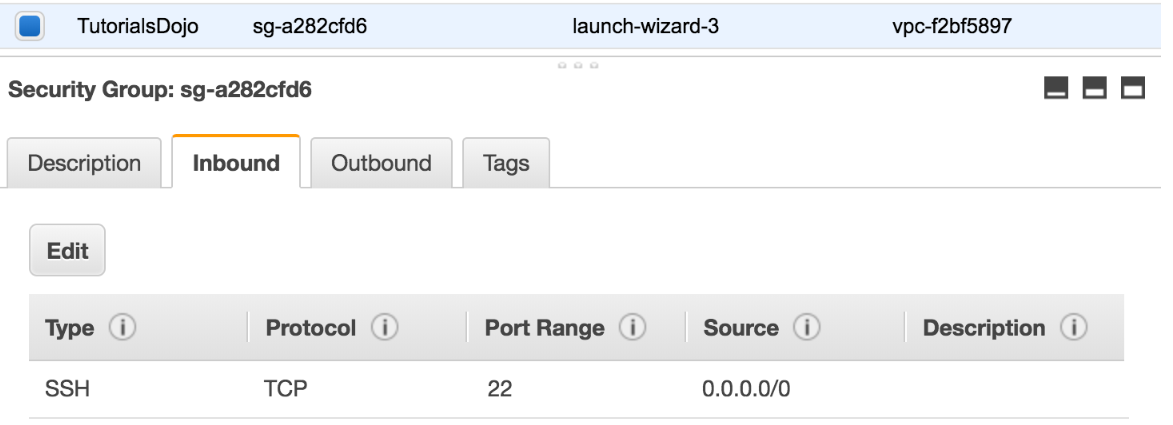 TutorialsDojo sg-a282cfd6 launch-wizard-3 vpc-f2bf5897
Security Group: sg-a282cfd6
Description Inbound Outbound Tags
Edit
Type i Protocol i Port Range i Source i Description i
SSH TCP 22 0.0.0.0/0